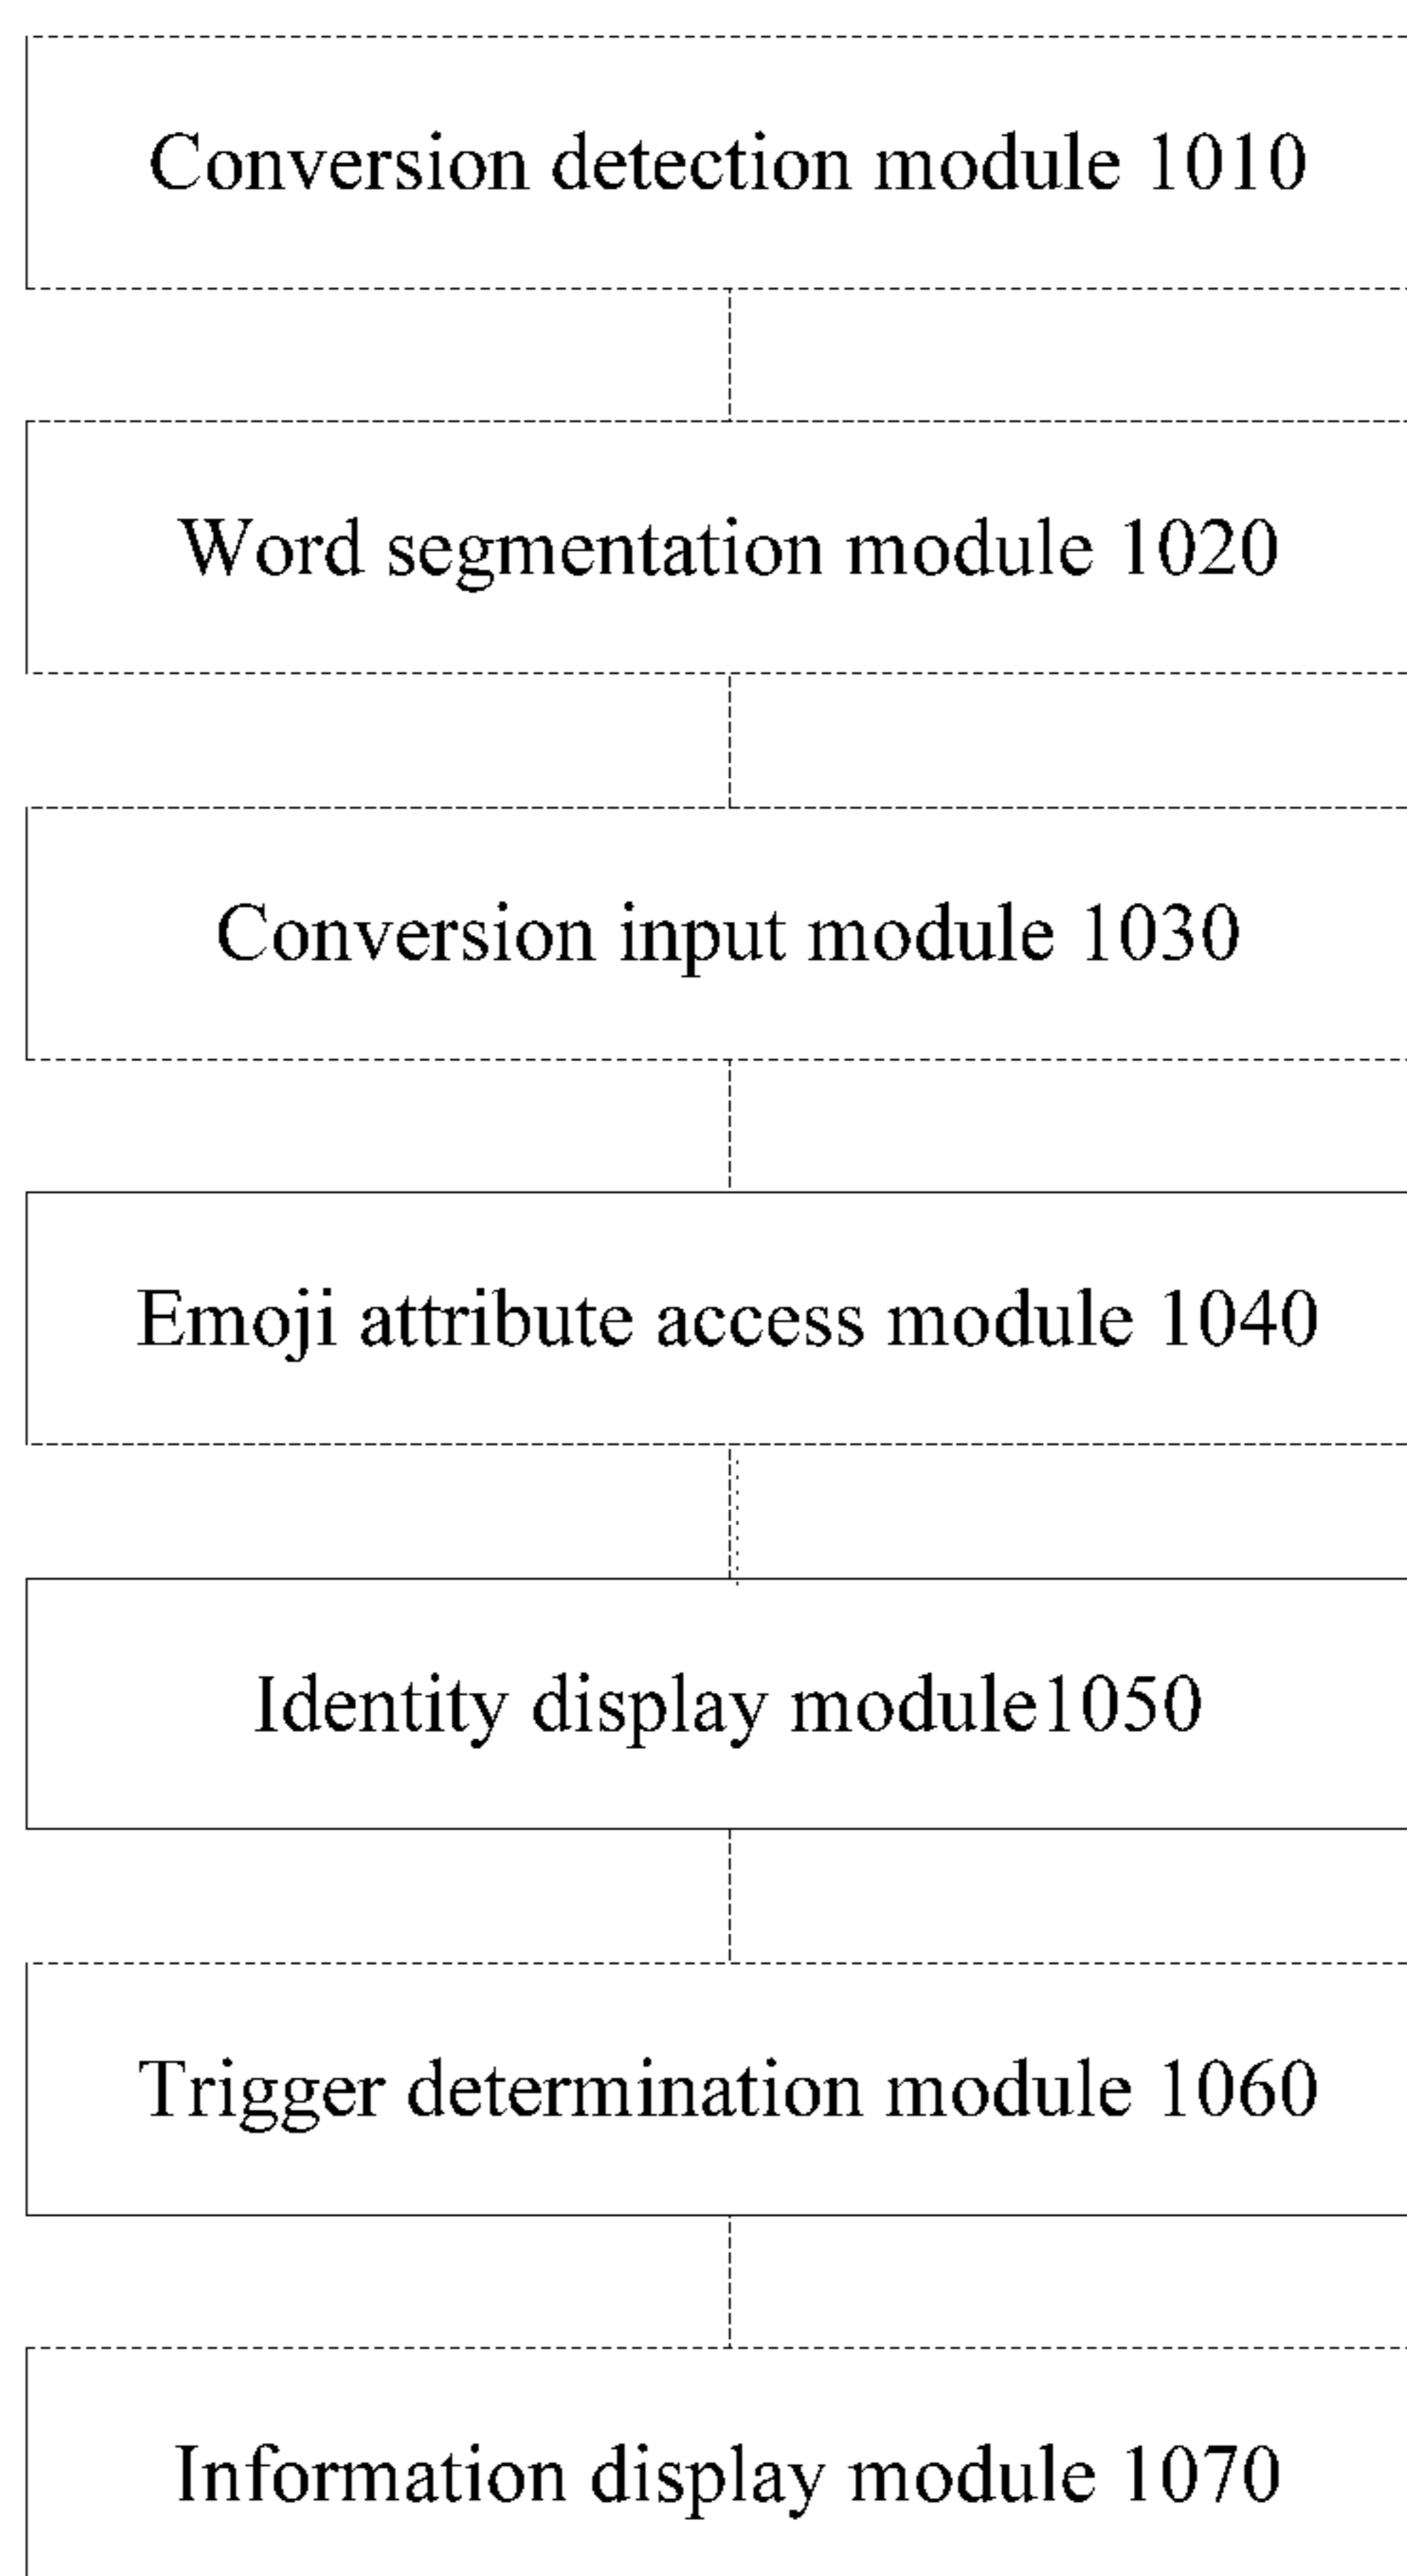 Conversion detection module 1010
Word segmentation module 1020
Conversion input module 1030
Emoji attribute access module 1040
Identity display module1050
Trigger determination module 1060
Information display module 1070